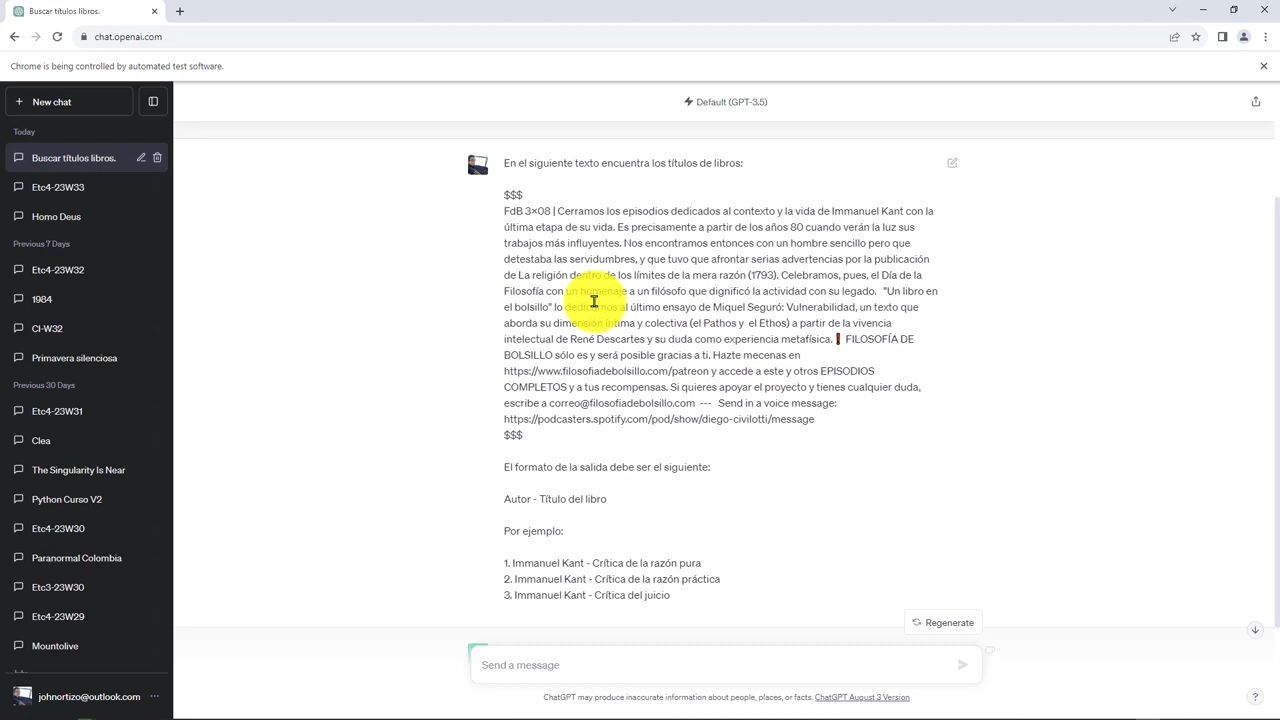 Buscar títulos libros.
chat.openai.com
Chrome is being controlled by automated test software.
New chat
Default (GPT-3.5)
Today
Buscar títulos libros.
Etc4-23W33
Homo Deus
Previous 7 Days
Etc4-23W32
1984
CI-W32
Primavera silenciosa
Previous 30 Days
Etc4-23W31
Clea
The Singularity Is Near
Python Curso V2
Etc4-23W30
Paranormal Colombia
Etc3-23W30
Etc4-23W29
Mountolive
johnortizo@outlook.com
En el siguiente texto encuentra los títulos de libros:
$$$
FdB 3×08 | Cerramos los episodios dedicados al contexto y la vida de Immanuel Kant con la
última etapa de su vida. Es precisamente a partir de los años 80 cuando verán la luz sus
trabajos más influyentes. Nos encontramos entonces con un hombre sencillo pero que
detestaba las servidumbres, y que tuvo que afrontar serias advertencias por la publicación
de La religión dentro de los límites de la mera razón (1793). Celebramos, pues, el Día de la
Filosofía con un homenaje a un filósofo que dignificó la actividad con su legado.   "Un libro en
el bolsillo" lo dedicamos al último ensayo de Miquel Seguró: Vulnerabilidad, un texto que
aborda su dimensión íntima y colectiva (el Pathos y  el Ethos) a partir de la vivencia
intelectual de René Descartes y su duda como experiencia metafísica. ❗ FILOSOFÍA DE
BOLSILLO sólo es y será posible gracias a ti. Hazte mecenas en
https://www.filosofiadebolsillo.com/patreon y accede a este y otros EPISODIOS
COMPLETOS y a tus recompensas. Si quieres apoyar el proyecto y tienes cualquier duda,
escribe a correo@filosofiadebolsillo.com  ---   Send in a voice message:
https://podcasters.spotify.com/pod/show/diego-civilotti/message
$$$
El formato de la salida debe ser el siguiente:
Autor - Título del libro
Por ejemplo:
1. Immanuel Kant - Crítica de la razón pura
2. Immanuel Kant - Crítica de la razón práctica
3. Immanuel Kant - Crítica del juicio
Regenerate
Send a message
ChatGPT may produce inaccurate information about people, places, or facts. ChatGPT August 3 Version
?